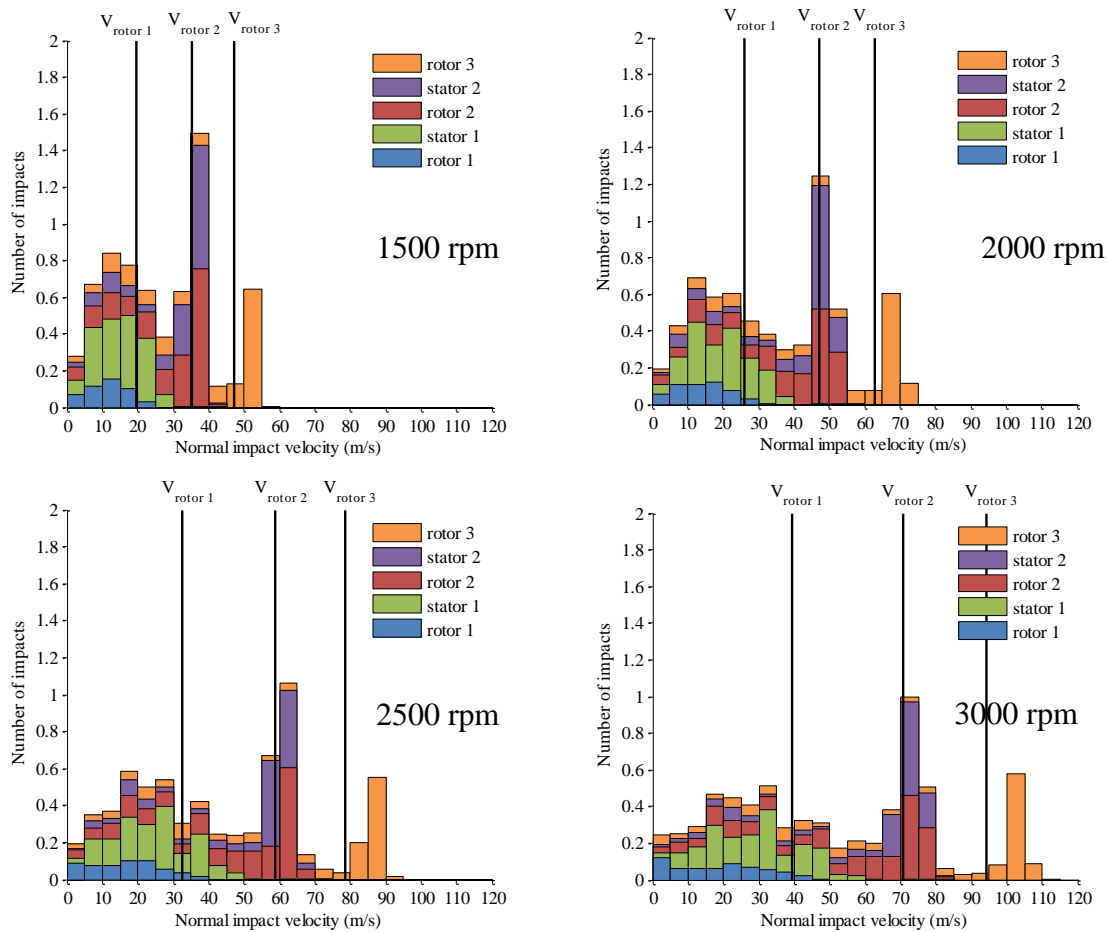 V rotor 1 V rotor 2 V rotor 3
2
1.8
1.6
1.4
1.2
1
0.8
0.6
0.4
0.2
0
Number of impacts
rotor 3
stator 2
rotor 2
stator 1
rotor 1
1500 rpm
0 10 20 30 40 50 60 70 80 90 100 110 120
Normal impact velocity (m/s)
V rotor 1 V rotor 2 V rotor 3
2
1.8
1.6
1.4
1.2
1
0.8
0.6
0.4
0.2
0
Number of impacts
rotor 3
stator 2
rotor 2
stator 1
rotor 1
2000 rpm
0 10 20 30 40 50 60 70 80 90 100 110 120
Normal impact velocity (m/s)
V rotor 1 V rotor 2 V rotor 3
2
1.8
1.6
1.4
1.2
1
0.8
0.6
0.4
0.2
0
Number of impacts
rotor 3
stator 2
rotor 2
stator 1
rotor 1
2500 rpm
0 10 20 30 40 50 60 70 80 90 100 110 120
Normal impact velocity (m/s)
V rotor 1 V rotor 2 V rotor 3
2
1.8
1.6
1.4
1.2
1
0.8
0.6
0.4
0.2
0
Number of impacts
rotor 3
stator 2
rotor 2
stator 1
rotor 1
3000 rpm
0 10 20 30 40 50 60 70 80 90 100 110 120
Normal impact velocity (m/s)